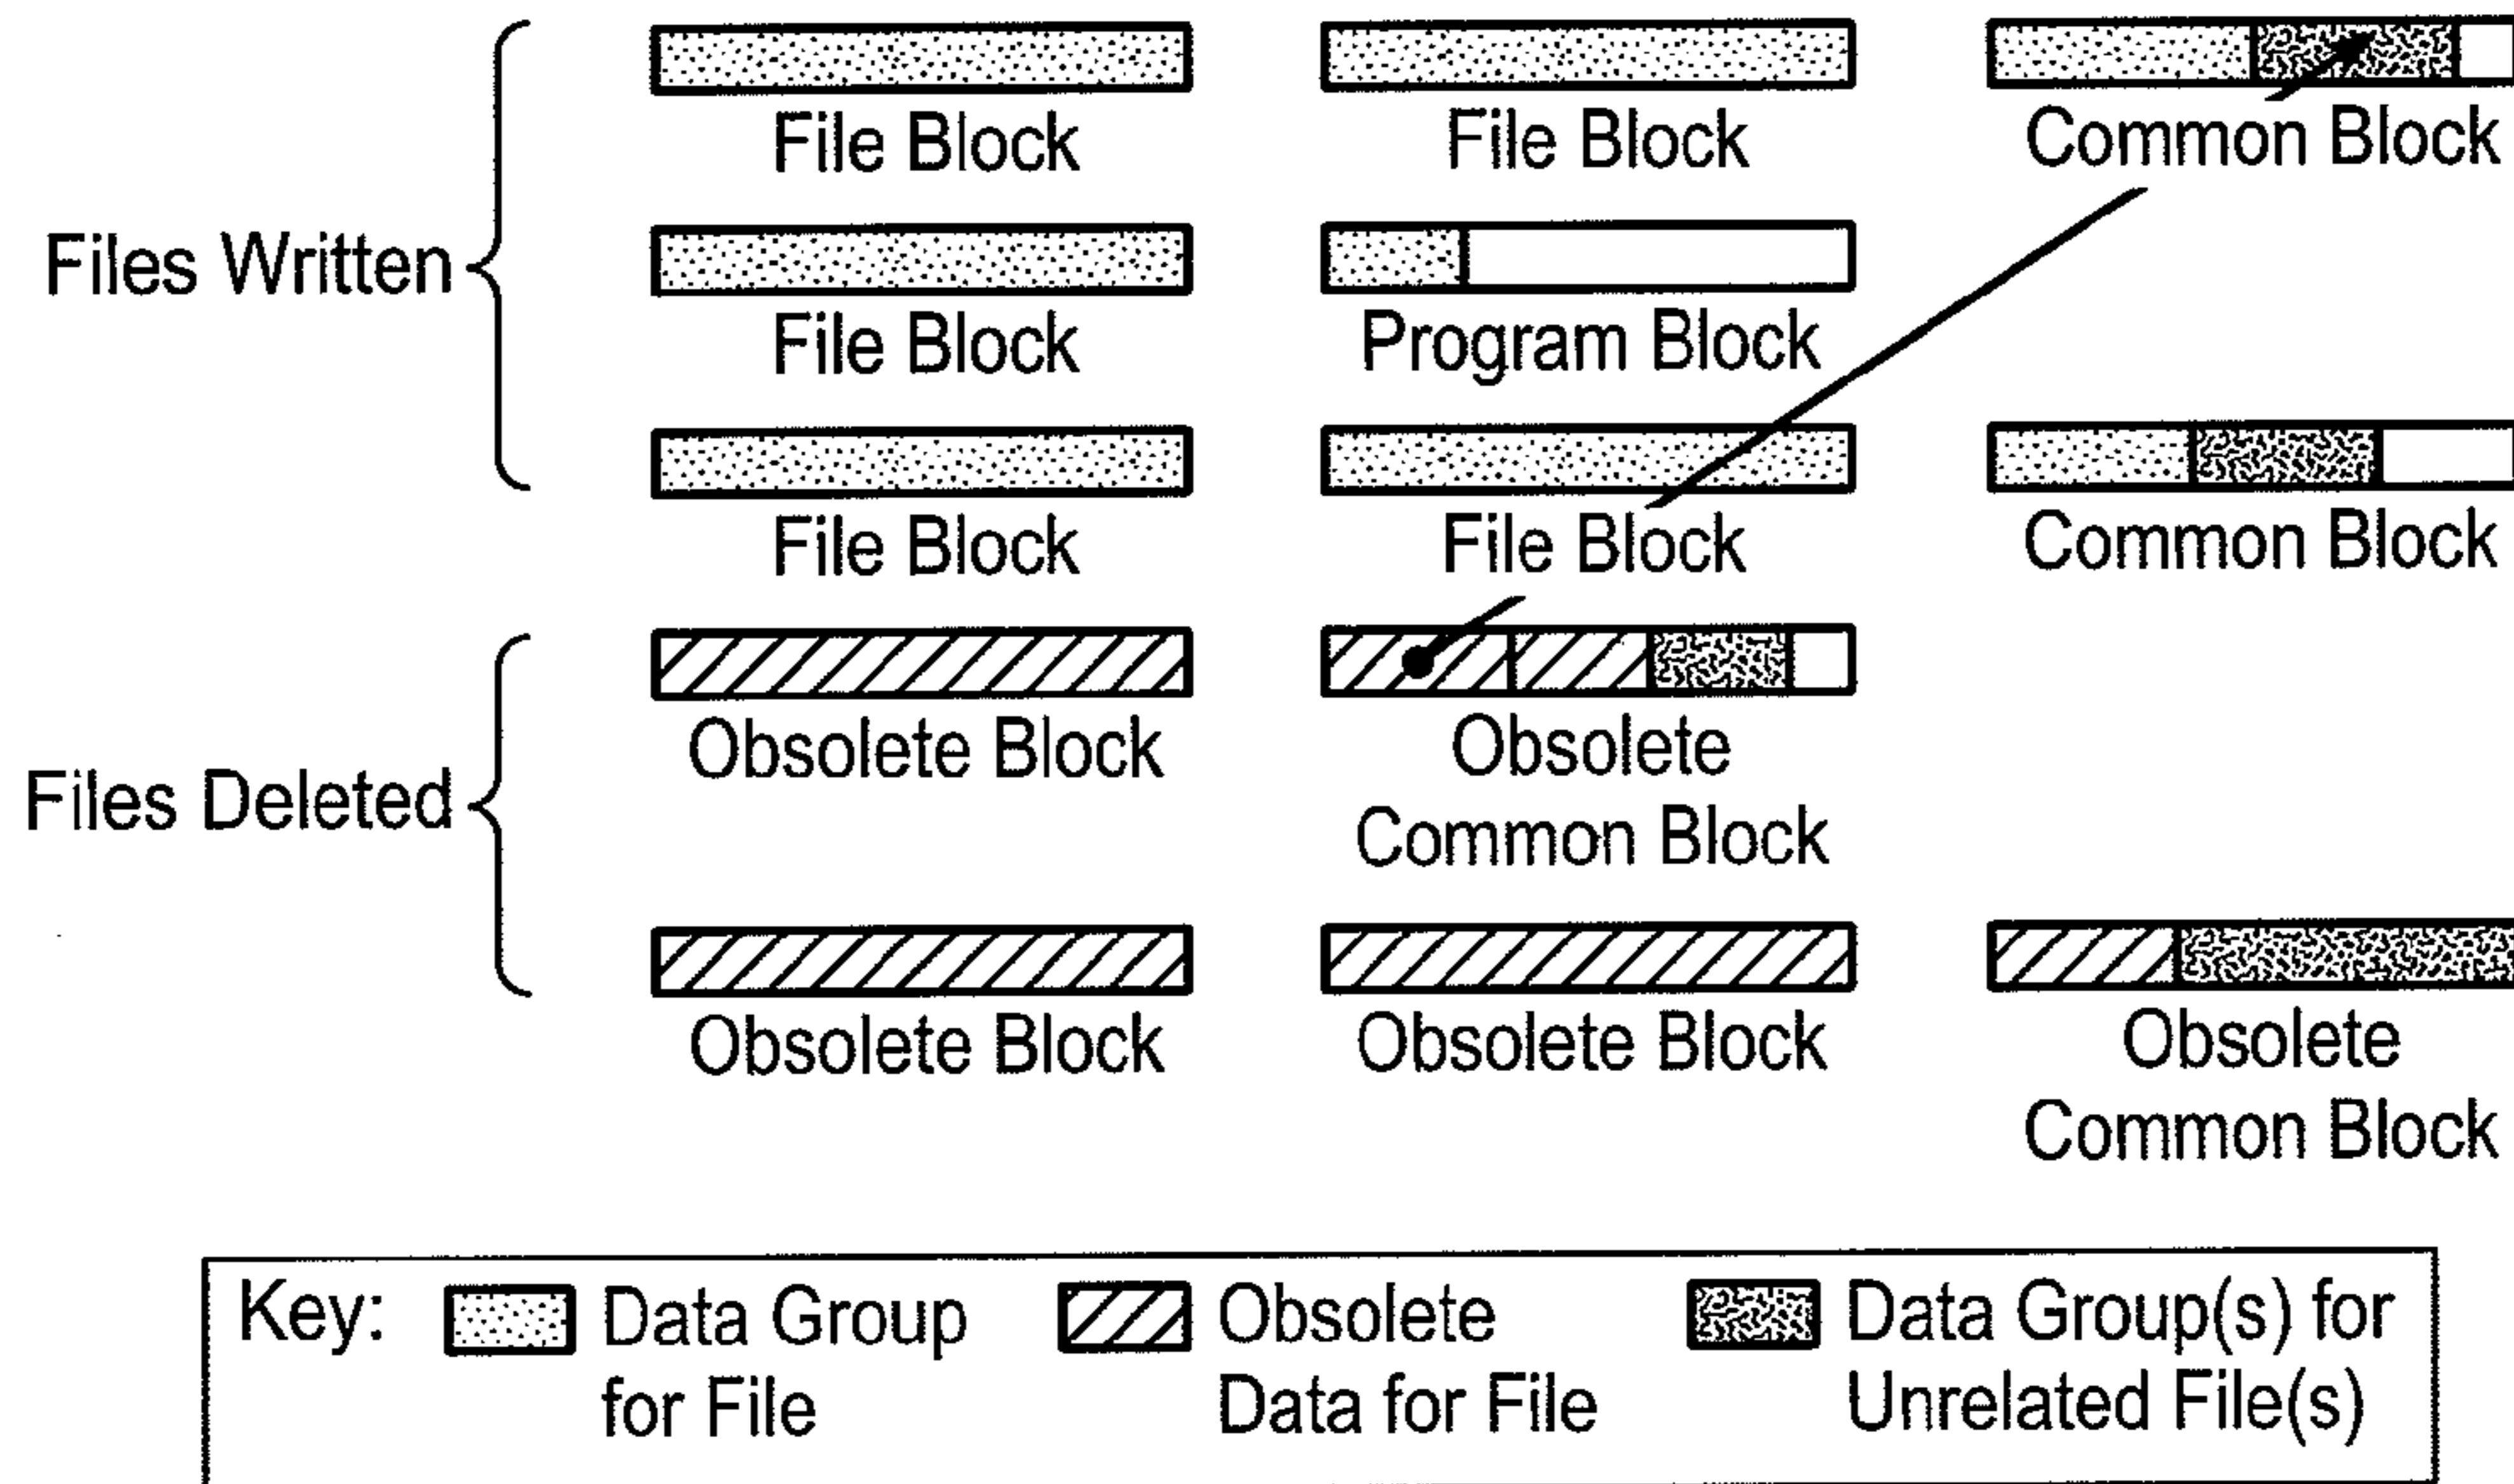 File Block
File Block
Common Block
Files Written
File Block
Program Block
File Block
File Block
Common Block
Obsolete Block
Obsolete
Common Block
Files Deleted
Obsolete Block
Obsolete Block
Obsolete
Common Block
Key:
Data Group
for File
Obsolete
Data for File
Data Group(s) for
Unrelated File(s)